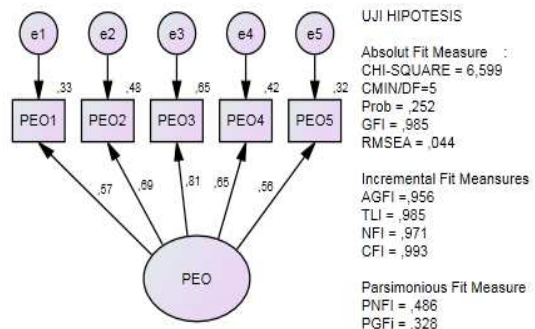 e1 e2 e3 e4 e5
,33 ,48 ,65 ,42 ,32
PEO1 PEO2 PEO3 PEO4 PEO5
,57 ,69 ,81 ,65 ,56
PEO
UJI HIPOTESIS
Absolut Fit Measure :
CHI-SQUARE = 6,599
CMIN/DF=5
Prob = ,252
GFI = ,985
RMSEA = ,044
Incremental Fit Meansures
AGFI =,956
TLI = ,985
NFI = ,971
CFI = ,993
Parsimonious Fit Measure
PNFI = ,486
PGFi = ,328